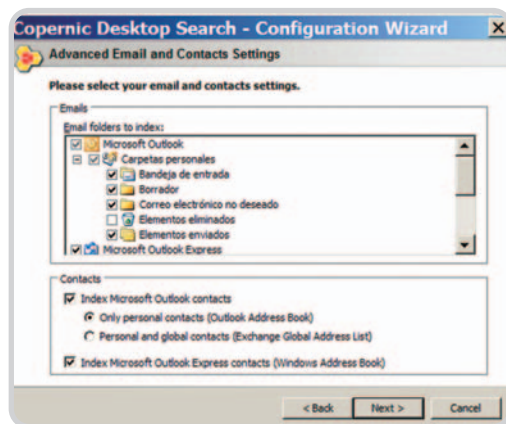 Copernic Desktop Search - Configuration Wizard
Advanced Email and Contacts Settings
Please select your email and contacts settings.
Emails
Email folders to index:
Microsoft Outlook
Carpetas personales
Bandeja de entrada
Borrador
Correo electrónico no deseado
Elementos eliminados
Elementos enviados
Microsoft Outlook Express
Contacts
Index Microsoft Outlook contacts
Only personal contacts (Outlook Address Book)
Personal and global contacts (Exchange Global Address List)
Index Microsoft Outlook Express contacts (Windows Address Book)
< Back Next > Cancel